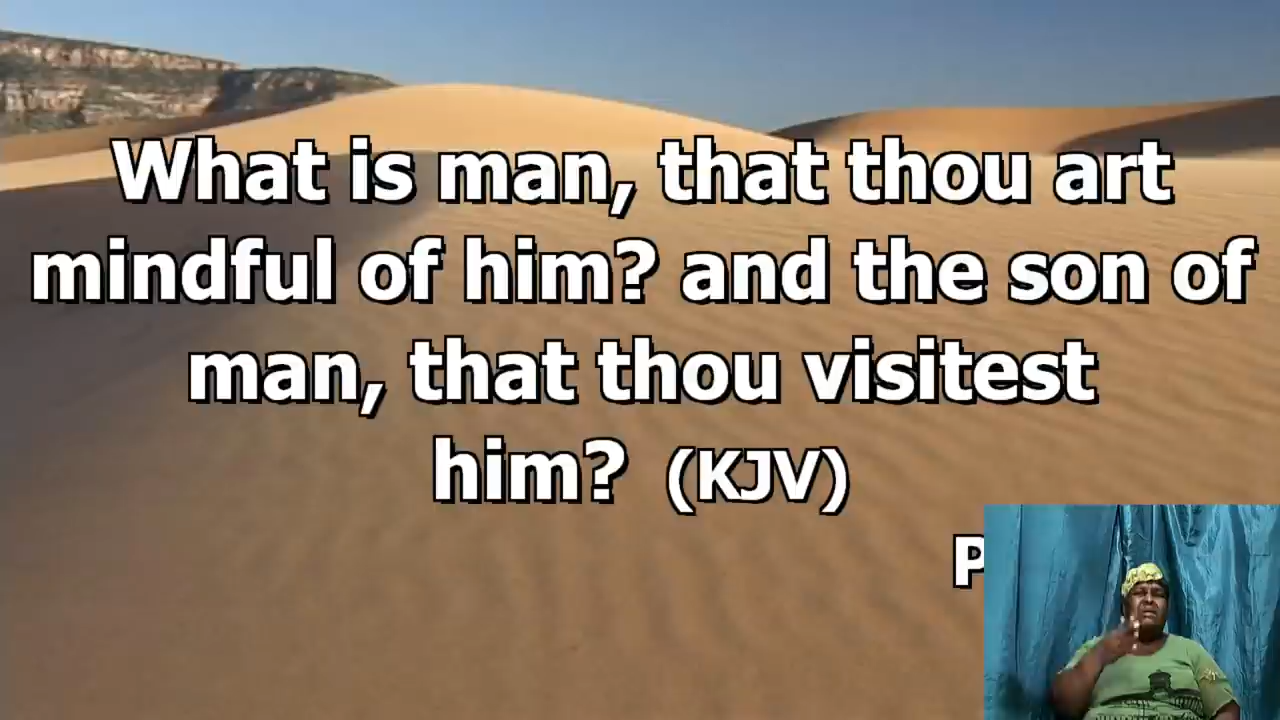 What is man, that thou art
mindful of him? and the son of
man, that thou visitest
him? (KJV)
P